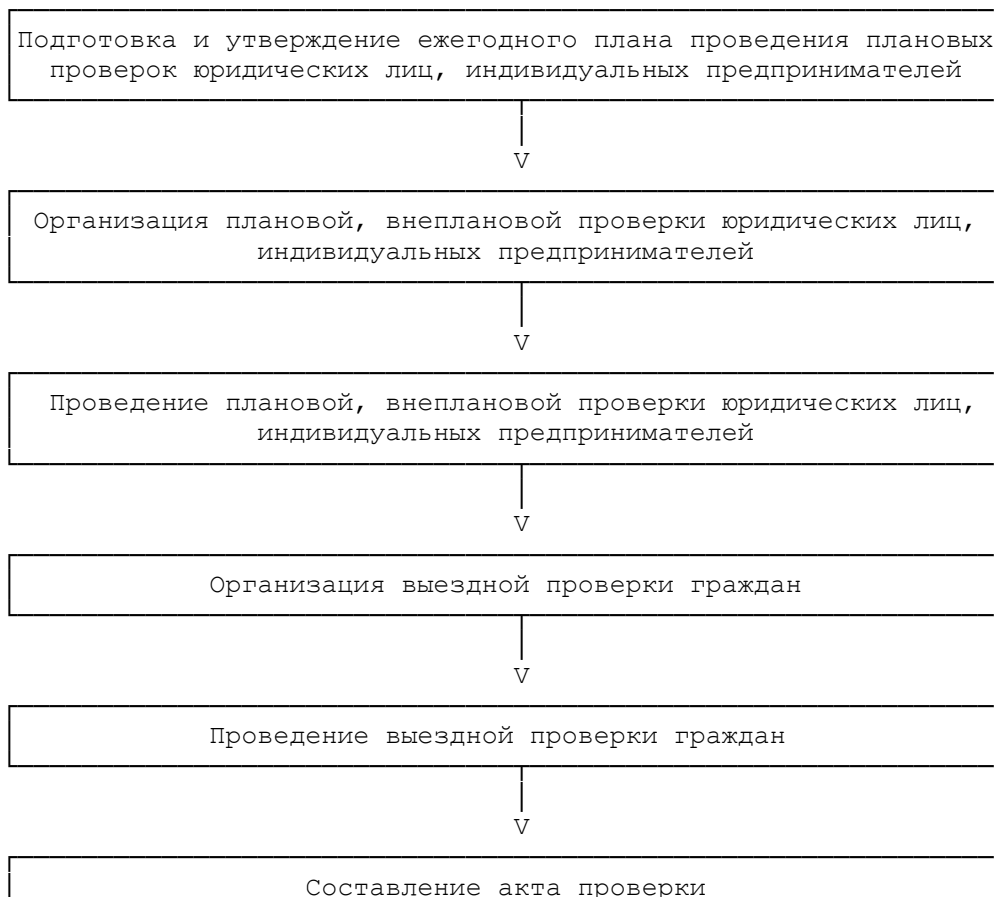 Подготовка и утверждение ежегодного плана проведения плановых
проверок юридических лиц, индивидуальных предпринимателей
V
Организация плановой, внеплановой проверки юридических лиц,
индивидуальных предпринимателей
V
Проведение плановой, внеплановой проверки юридических лиц,
индивидуальных предпринимателей
V
Организация выездной проверки граждан
V
Проведение выездной проверки граждан
V
Составление акта проверки